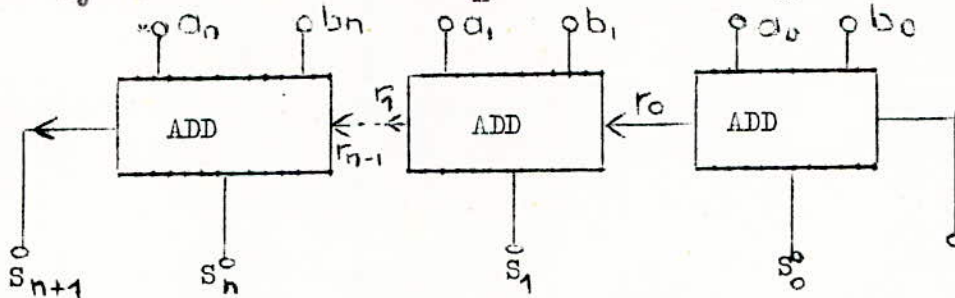 aₙ bₙ a₁ b₁ a₀ b₀
ADD r₁ rₙ₋₁ ADD r₀ ADD
Sₙ₊₁ Sₙ S₁ S₀